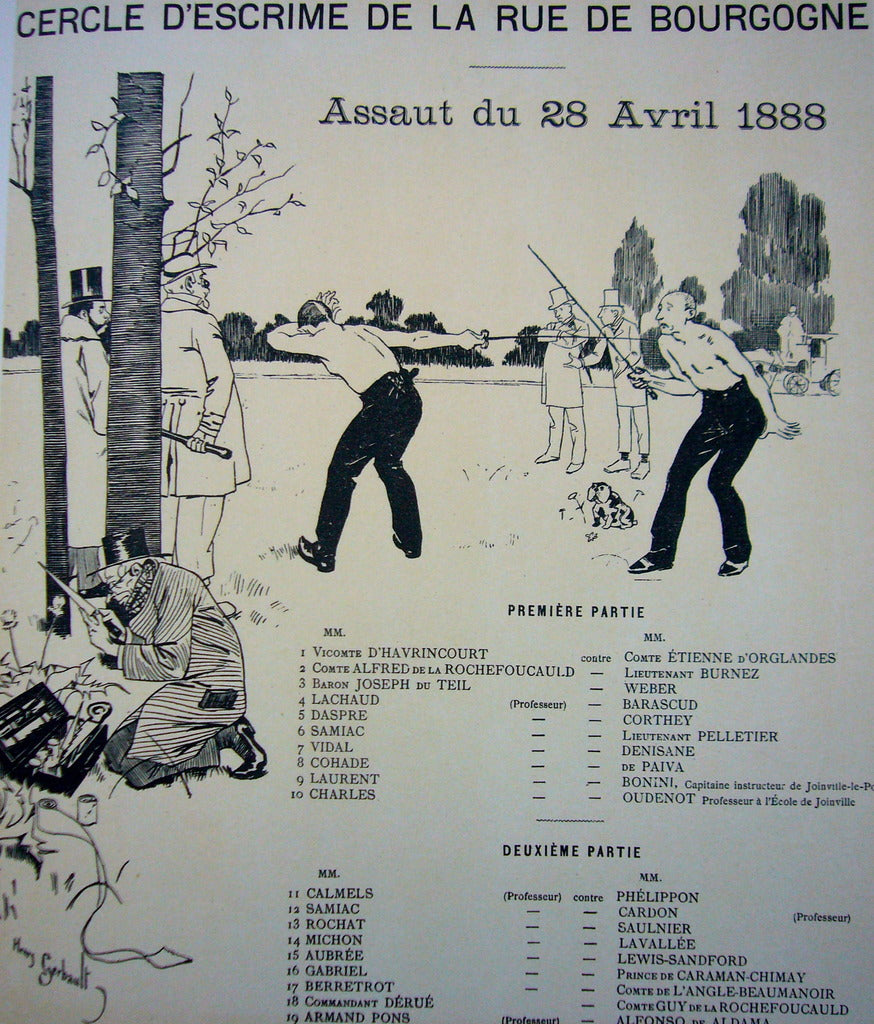 CERCLE D'ESCRIME DE LA RUE DE BOURGOGNE
Assaut du 28 Avril 1888
PREMIÈRE PARTIE
MM. MM.
1 Vicomte D'HAVRINCOURT contre Comte ÉTIENNE D'ORGLANDES
2 Comte ALFRED DE LA ROCHEFOUCAULD — Lieutenant BURNEZ
3 Baron JOSEPH DU TEIL — WEBER
4 LACHAUD (Professeur) — BARASCUD
5 DASPRE — — CORTHEY
6 SAMIAC — — Lieutenant PELLETIER
7 VIDAL — — DENISANE
8 COHADE — — DE PAIVA
9 LAURENT — — BONINI, Capitaine instructeur de Joinville-le-Po
10 CHARLES — — OUDENOT Professeur à l'École de Joinville
DEUXIÈME PARTIE
MM. MM.
11 CALMELS (Professeur) contre PHÉLIPPON
12 SAMIAC — — CARDON (Professeur)
13 ROCHAT — — SAULNIER
14 MICHON — — LAVALLÉE
15 AUBRÉE — — LEWIS-SANDFORD
16 GABRIEL — — Prince DE CARAMAN-CHIMAY
17 BERRETROT — — Comte DE L'ANGLE-BEAUMANOIR
18 Commandant DÉRUÉ — Comte GUY DE LA ROCHEFOUCAULD
19 ARMAND PONS (Professeur) — ALFONSO DE ALDAMA
Henry Gerbault